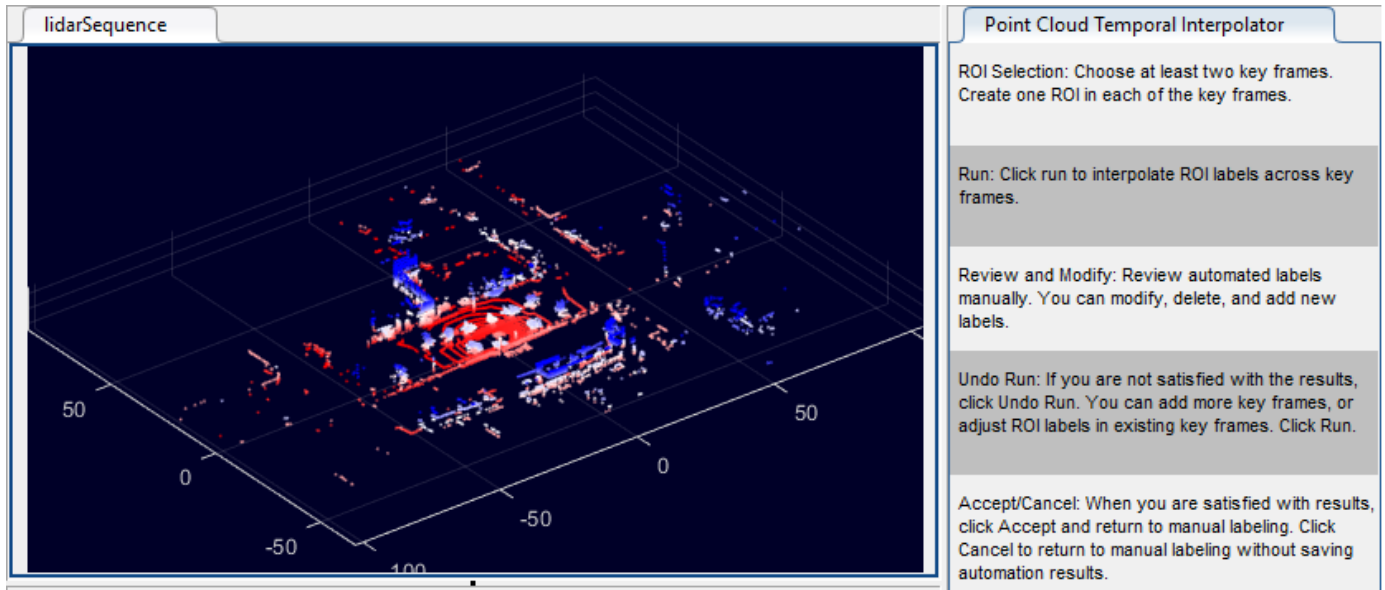 lidarSequence
50
0
-50
100
-50
0
50
Point Cloud Temporal Interpolator
ROI Selection: Choose at least two key frames.
Create one ROI in each of the key frames.
Run: Click run to interpolate ROI labels across key
frames.
Review and Modify: Review automated labels
manually. You can modify, delete, and add new
labels.
Undo Run: If you are not satisfied with the results,
click Undo Run. You can add more key frames, or
adjust ROI labels in existing key frames. Click Run.
Accept/Cancel: When you are satisfied with results,
click Accept and return to manual labeling. Click
Cancel to return to manual labeling without saving
automation results.